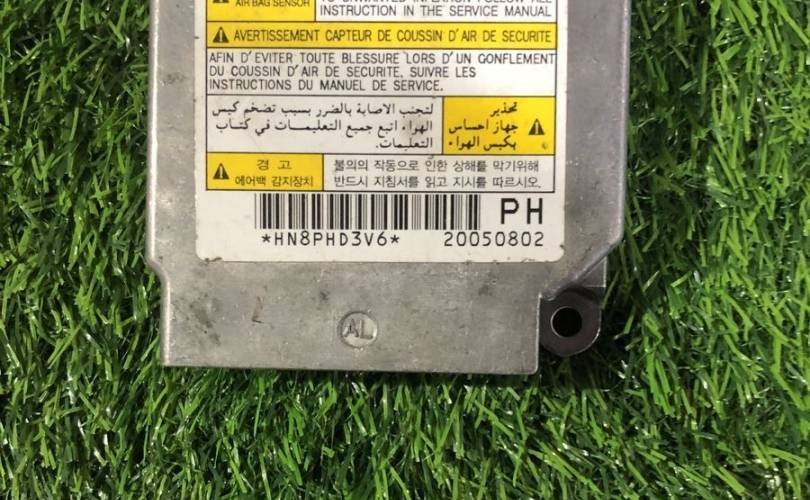 AIR BAG SENSOR
INSTRUCTION IN THE SERVICE MANUAL
AVERTISSEMENT CAPTEUR DE COUSSIN D'AIR DE SECURITE
AFIN D'EVITER TOUTE BLESSURE LORS D'UN GONFLEMENT
DU COUSSIN D'AIR DE SECURITE, SUIVRE LES
INSTRUCTIONS DU MANUEL DE SERVICE.
تحذير
جهاز احساس
بكيس الهواء
لتجنب الاصابة بالضرر بسبب تضخم كيس
الهواء اتبع جميع التعليمات في كتاب
التعليمات.
경 고
에어백 감지장치
불의의 작동으로 인한 상해를 막기위해
반드시 지침서를 읽고 지시를 따르시오.
PH
*HN8PHD3V6* 20050802
AL